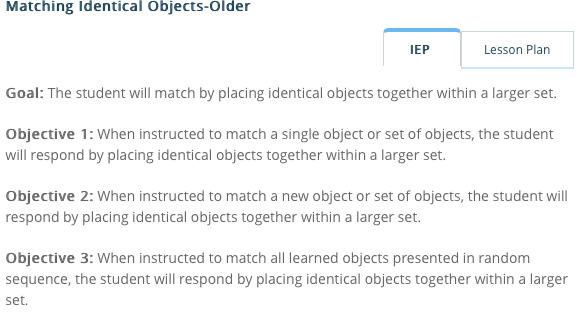 Matching Identical Objects-Older
IEP
Lesson Plan
Goal: The student will match by placing identical objects together within a larger set.
Objective 1: When instructed to match a single object or set of objects, the student
will respond by placing identical objects together within a larger set.
Objective 2: When instructed to match a new object or set of objects, the student will
respond by placing identical objects together within a larger set.
Objective 3: When instructed to match all learned objects presented in random
sequence, the student will respond by placing identical objects together within a larger
set.